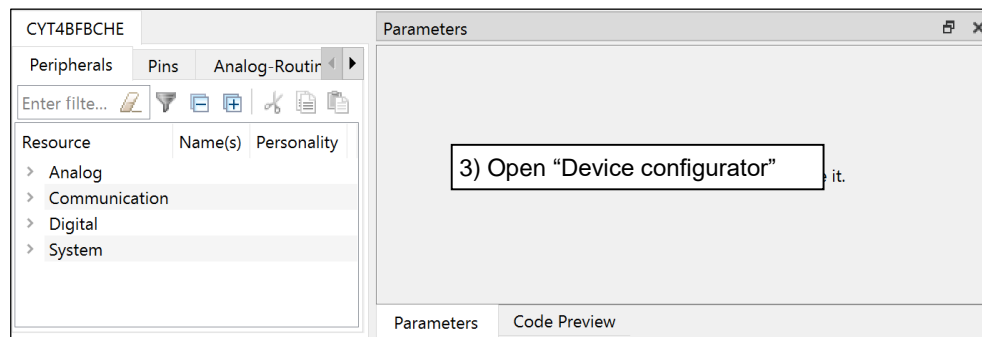 CYT4BFBCHE
Parameters
Peripherals Pins Analog-Routin
Enter filte...
Resource Name(s) Personality
Analog
Communication
Digital
System
3) Open “Device configurator”
it.
Parameters Code Preview